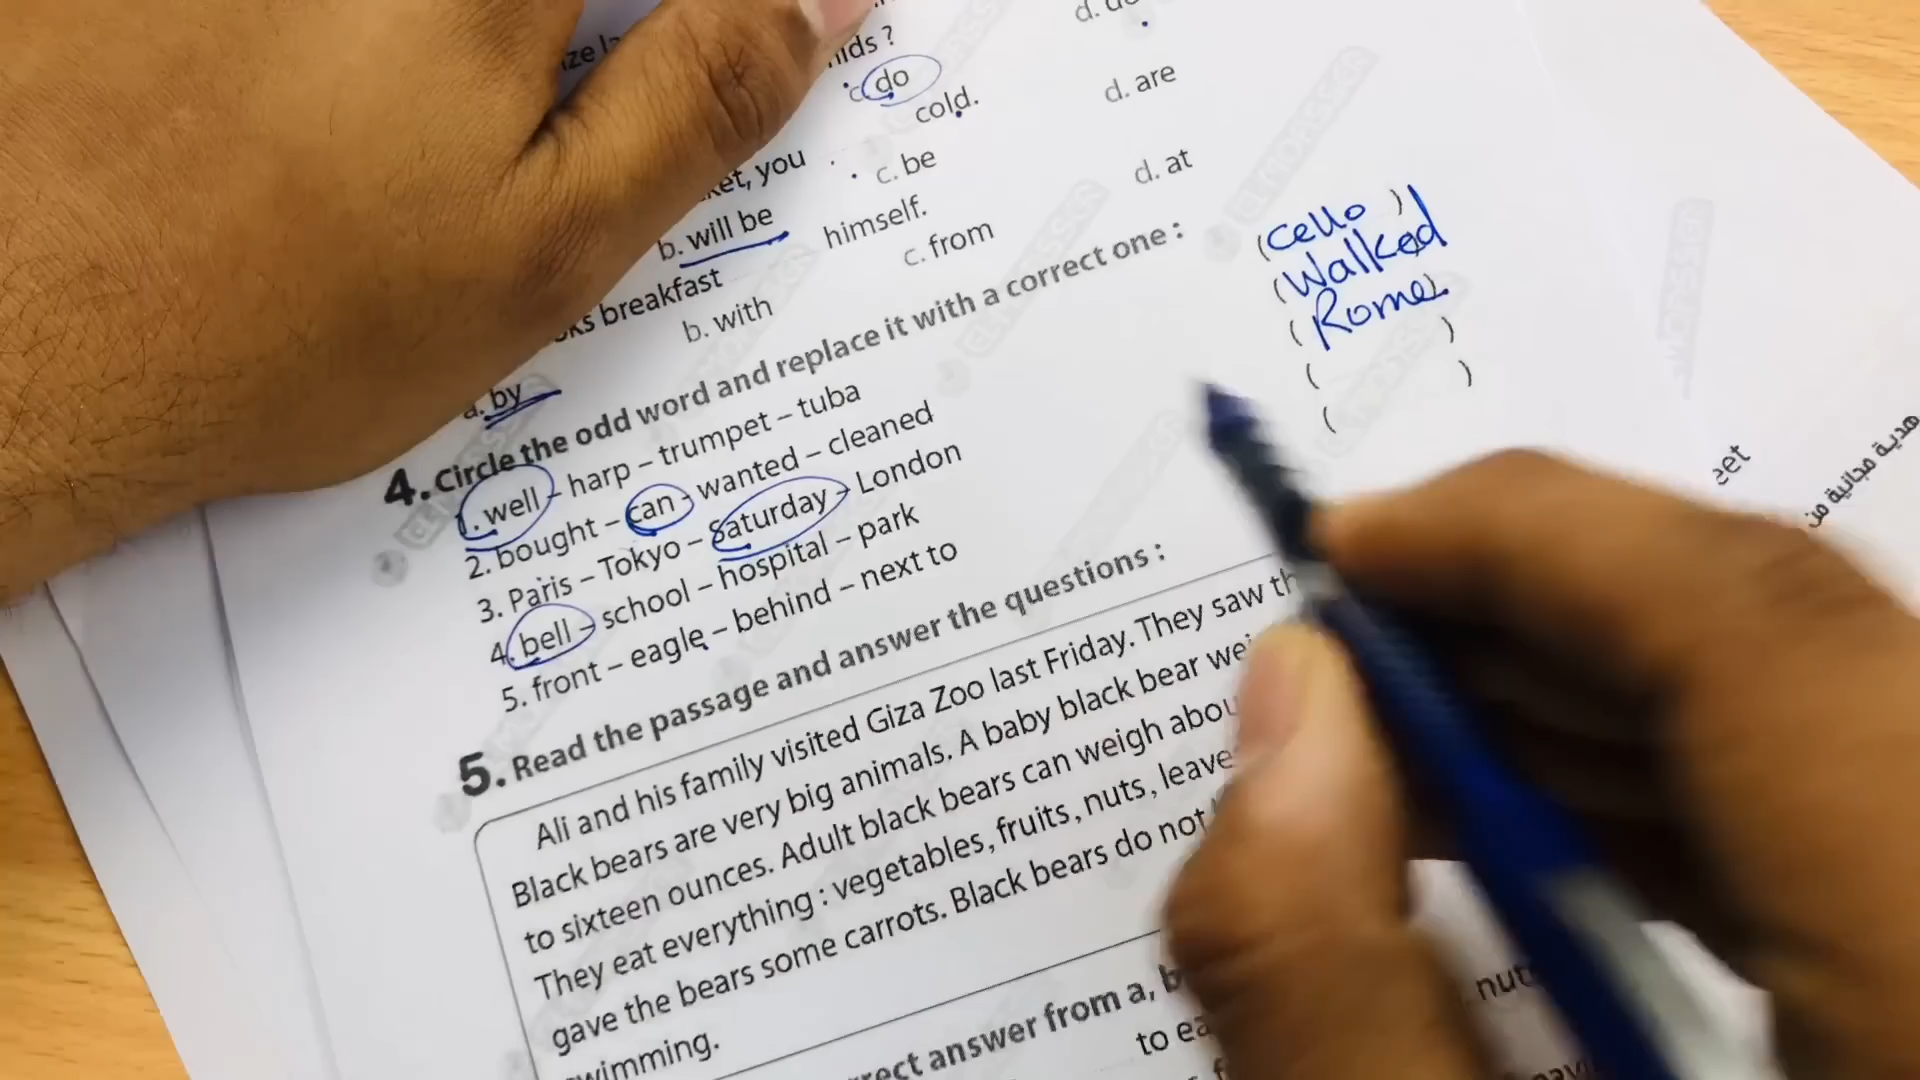 d.
ids ?
c. do
cold.
d. are
ket, you
b. will be
c. be
himself.
d. at
breakfast
b. with
c. from
a. by
4. Circle the odd word and replace it with a correct one :
1. well – harp – trumpet – tuba
(cello)
2. bought – can – wanted – cleaned
(Walked)
3. Paris – Tokyo – Saturday – London
(Rome)
4. bell – school – hospital – park
( )
5. front – eagle – behind – next to
(
5. Read the passage and answer the questions :
Ali and his family visited Giza Zoo last Friday. They saw th
Black bears are very big animals. A baby black bear wei
to sixteen ounces. Adult black bears can weigh abou
They eat everything : vegetables, fruits, nuts, leave
gave the bears some carrots. Black bears do not
swimming.
rect answer from a, b
to ea
nut
eet
هدية مجانية من
ELMORSSEN